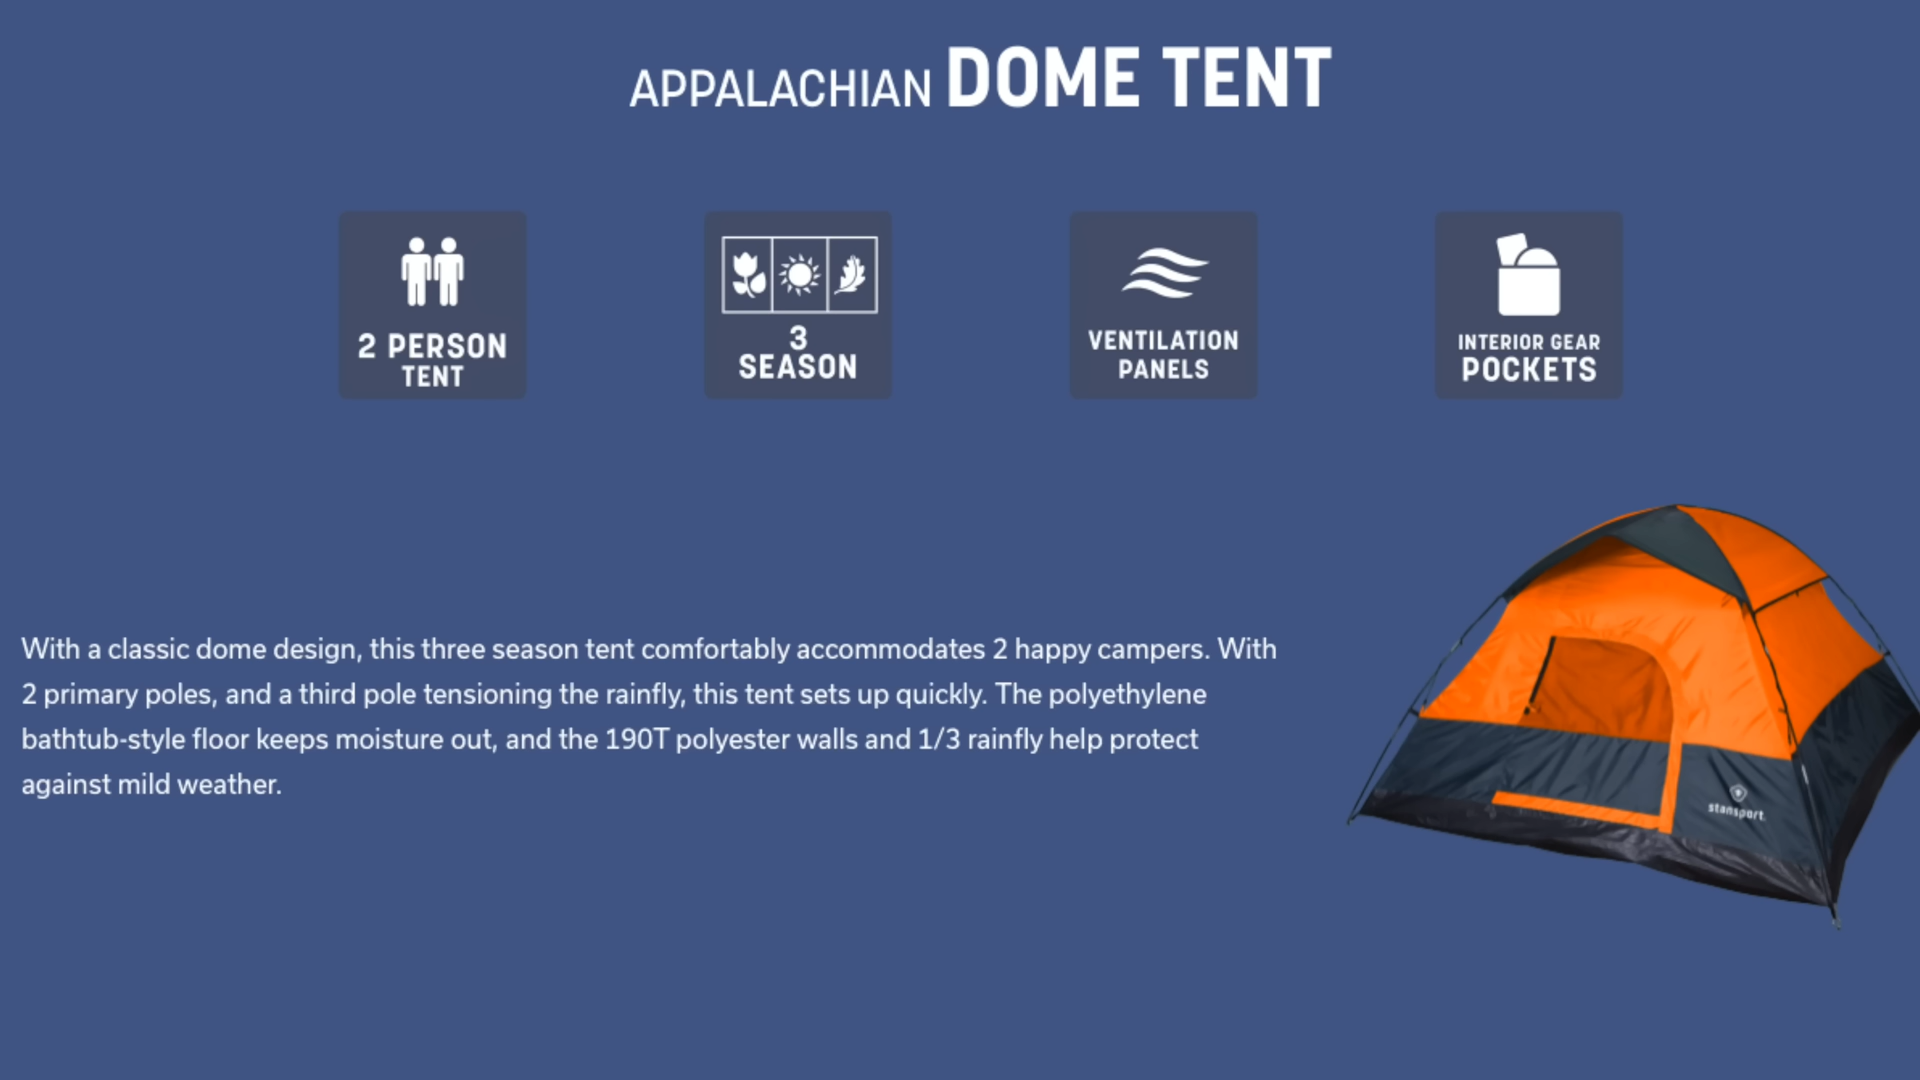 APPALACHIAN DOME TENT
2 PERSON
TENT
3
SEASON
VENTILATION
PANELS
INTERIOR GEAR
POCKETS
With a classic dome design, this three season tent comfortably accommodates 2 happy campers. With
2 primary poles, and a third pole tensioning the rainfly, this tent sets up quickly. The polyethylene
bathtub-style floor keeps moisture out, and the 190T polyester walls and 1/3 rainfly help protect
against mild weather.
stansport.